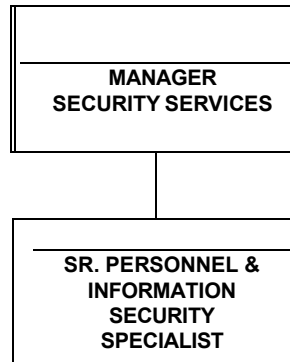 MANAGER
SECURITY SERVICES
SR. PERSONNEL &
INFORMATION
SECURITY
SPECIALIST